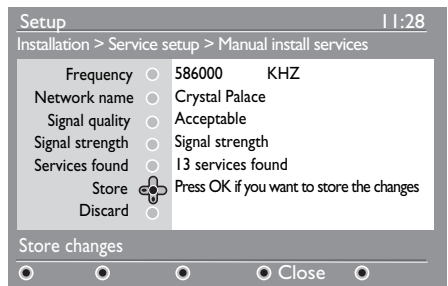 Setup 11:28
Installation > Service setup > Manual install services
Frequency 586000 KHZ
Network name Crystal Palace
Signal quality Acceptable
Signal strength Signal strength
Services found 13 services found
Store Press OK if you want to store the changes
Discard
Store changes
Close